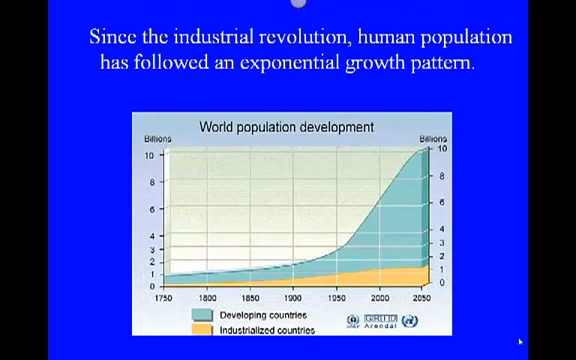 Since the industrial revolution, human population
has followed an exponential growth pattern.
World population development
Billions Billions
10 10
8 8
6 6
4 4
3 3
2 2
1 1
0 0
1750 1800 1850 1900 1950 2000 2050
Developing countries
Industrialized countries
UNEP GRID Arendal